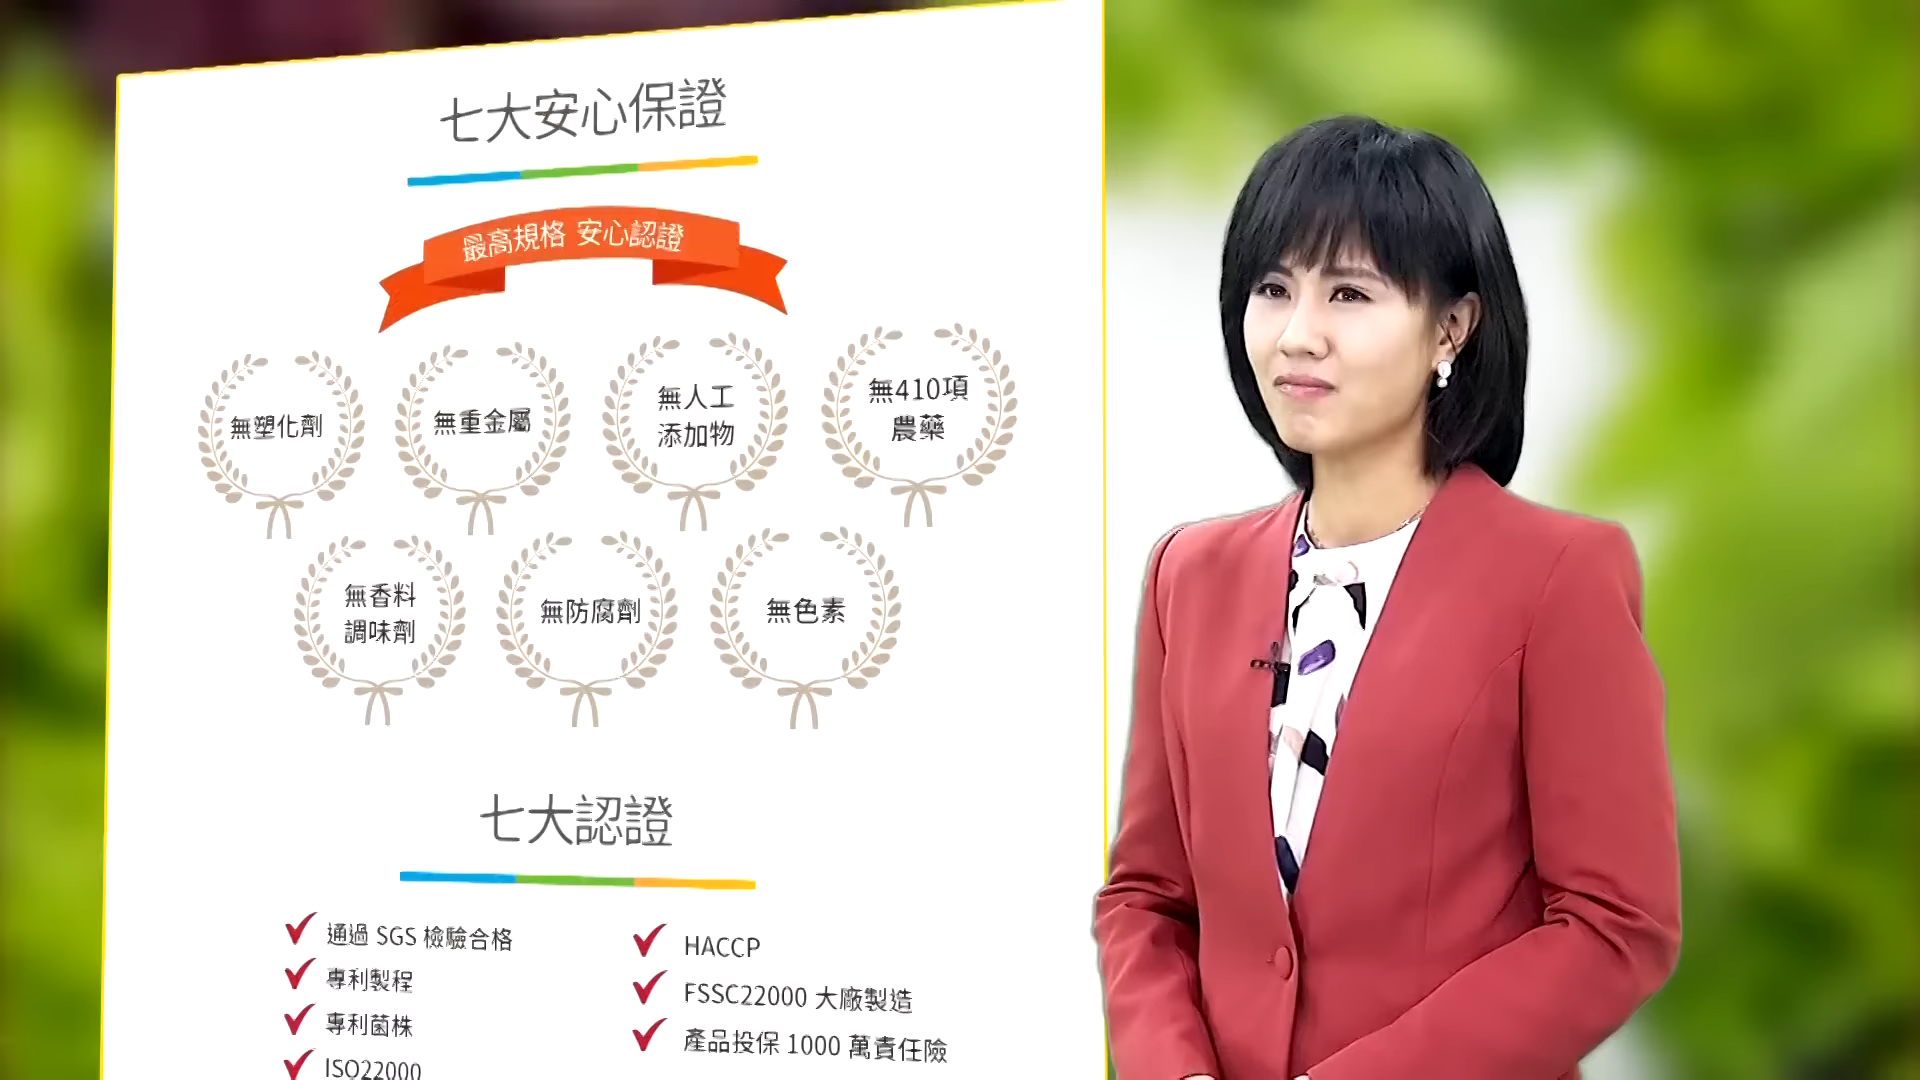 七大安心保證
最高規格 安心認證
無塑化劑
無重金屬
無人工
添加物
無410項
農藥
無香料
調味劑
無防腐劑
無色素
七大認證
通過 SGS 檢驗合格
專利製程
專利菌株
ISO22000
HACCP
FSSC22000 大廠製造
產品投保 1000 萬責任險